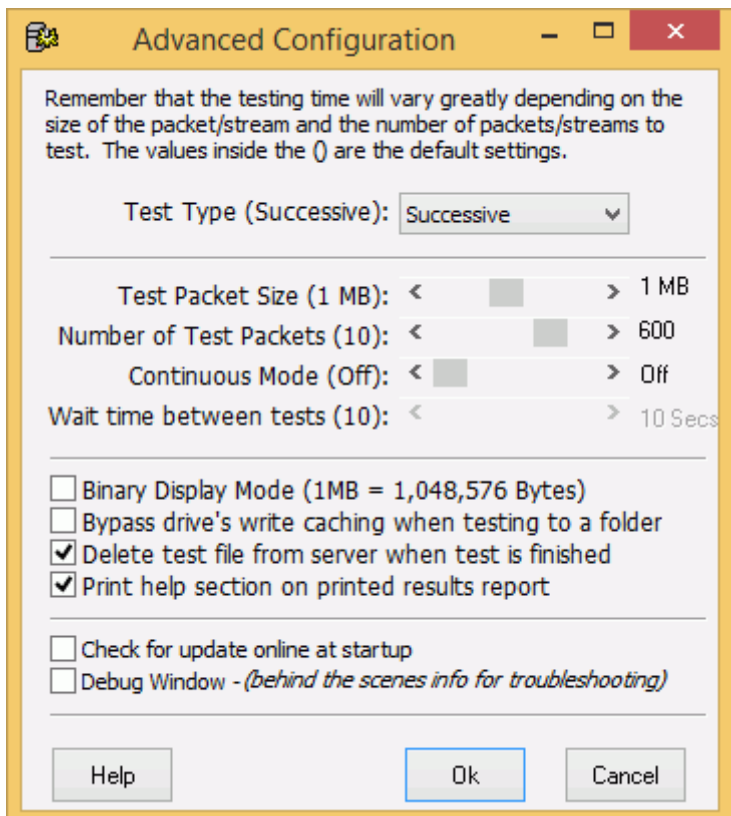 Advanced Configuration
Remember that the testing time will vary greatly depending on the
size of the packet/stream and the number of packets/streams to
test. The values inside the () are the default settings.
Test Type (Successive): Successive
Test Packet Size (1 MB): 1 MB
Number of Test Packets (10): 600
Continuous Mode (Off): Off
Wait time between tests (10): 10 Secs
Binary Display Mode (1MB = 1,048,576 Bytes)
Bypass drive's write caching when testing to a folder
Delete test file from server when test is finished
Print help section on printed results report
Check for update online at startup
Debug Window - (behind the scenes info for troubleshooting)
Help Ok Cancel